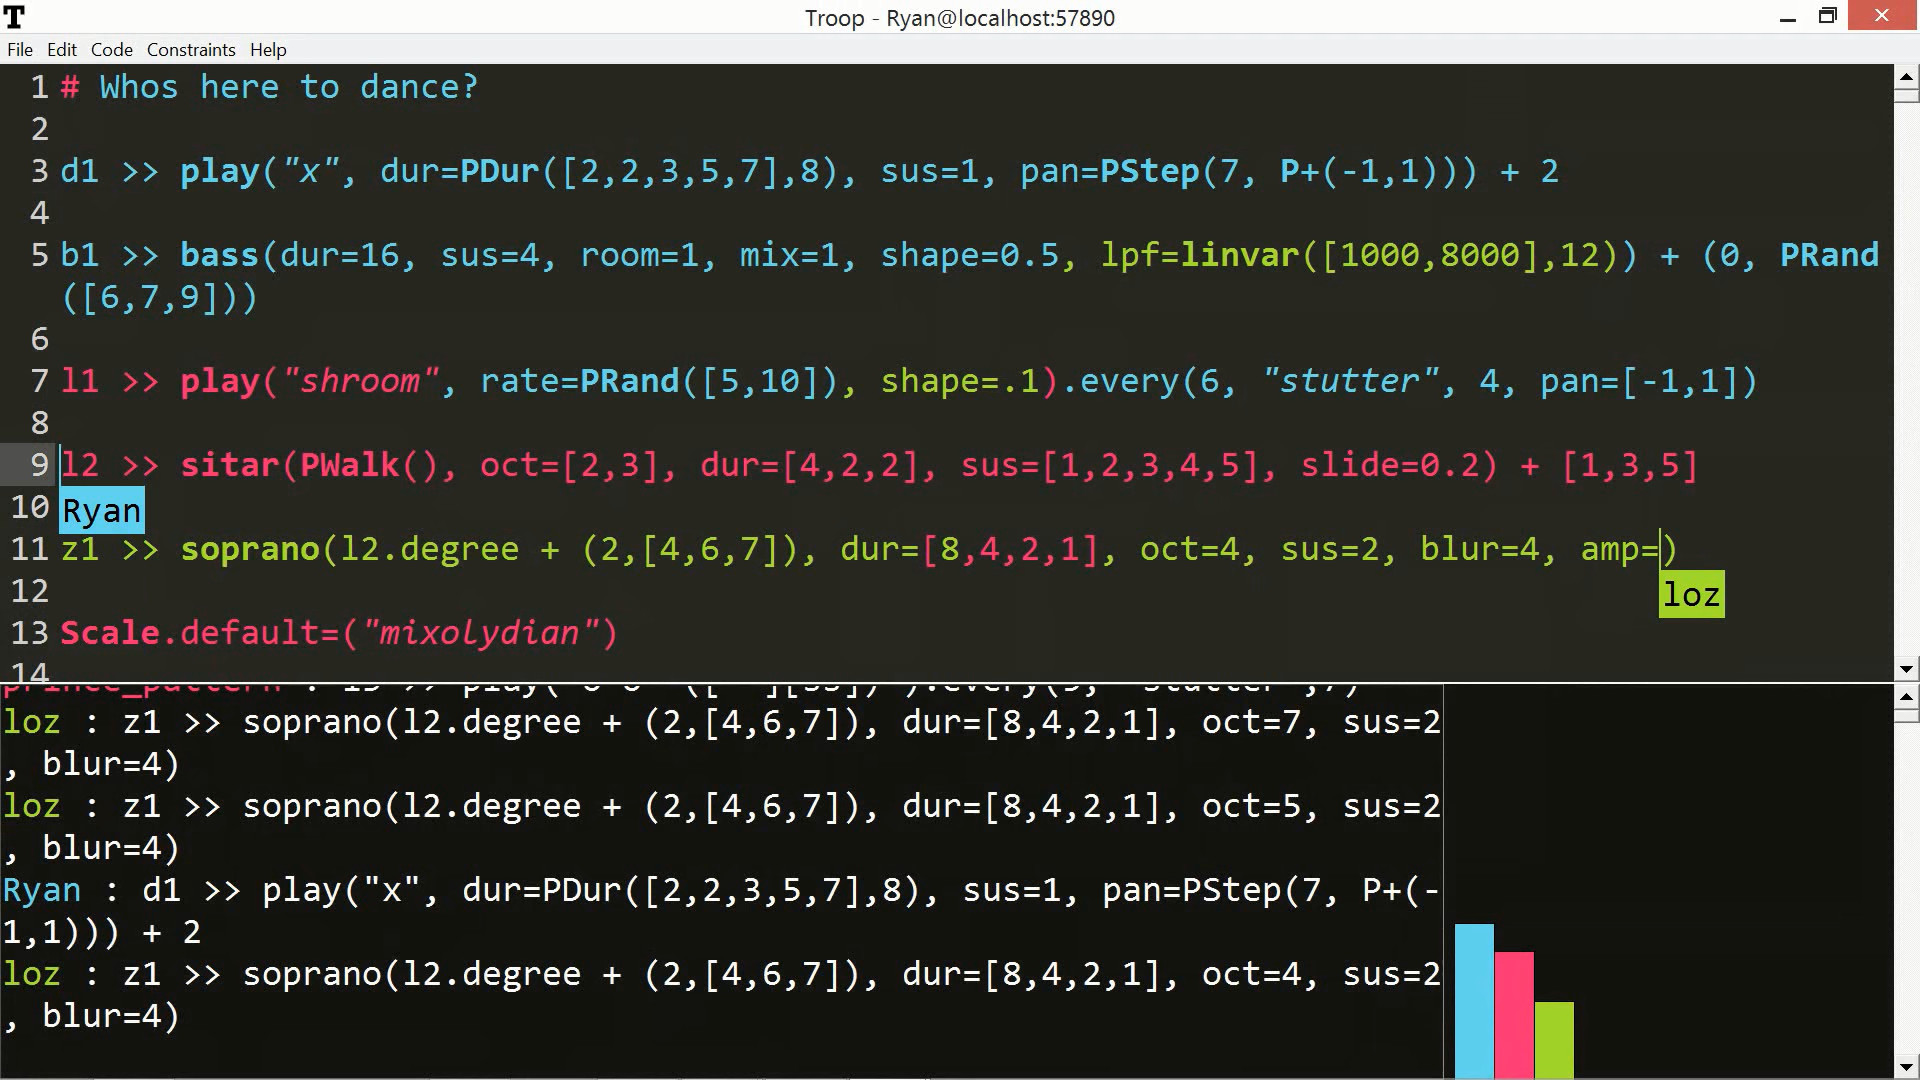 T Troop - Ryan@localhost:57890
File Edit Code Constraints Help
1 # Whos here to dance?
2
3 d1 >> play("x", dur=PDur([2,2,3,5,7],8), sus=1, pan=PStep(7, P+(-1,1))) + 2
4
5 b1 >> bass(dur=16, sus=4, room=1, mix=1, shape=0.5, lpf=linvar([1000,8000],12)) + (0, PRand
([6,7,9]))
6
7 l1 >> play("shroom", rate=PRand([5,10]), shape=.1).every(6, "stutter", 4, pan=[-1,1])
8
9 l2 >> sitar(PWalk(), oct=[2,3], dur=[4,2,2], sus=[1,2,3,4,5], slide=0.2) + [1,3,5]
10 Ryan
11 z1 >> soprano(l2.degree + (2,[4,6,7]), dur=[8,4,2,1], oct=4, sus=2, blur=4, amp=)
12 loz
13 Scale.default=("mixolydian")
14
loz : z1 >> soprano(l2.degree + (2,[4,6,7]), dur=[8,4,2,1], oct=7, sus=2
, blur=4)
loz : z1 >> soprano(l2.degree + (2,[4,6,7]), dur=[8,4,2,1], oct=5, sus=2
, blur=4)
Ryan : d1 >> play("x", dur=PDur([2,2,3,5,7],8), sus=1, pan=PStep(7, P+(-
1,1))) + 2
loz : z1 >> soprano(l2.degree + (2,[4,6,7]), dur=[8,4,2,1], oct=4, sus=2
, blur=4)